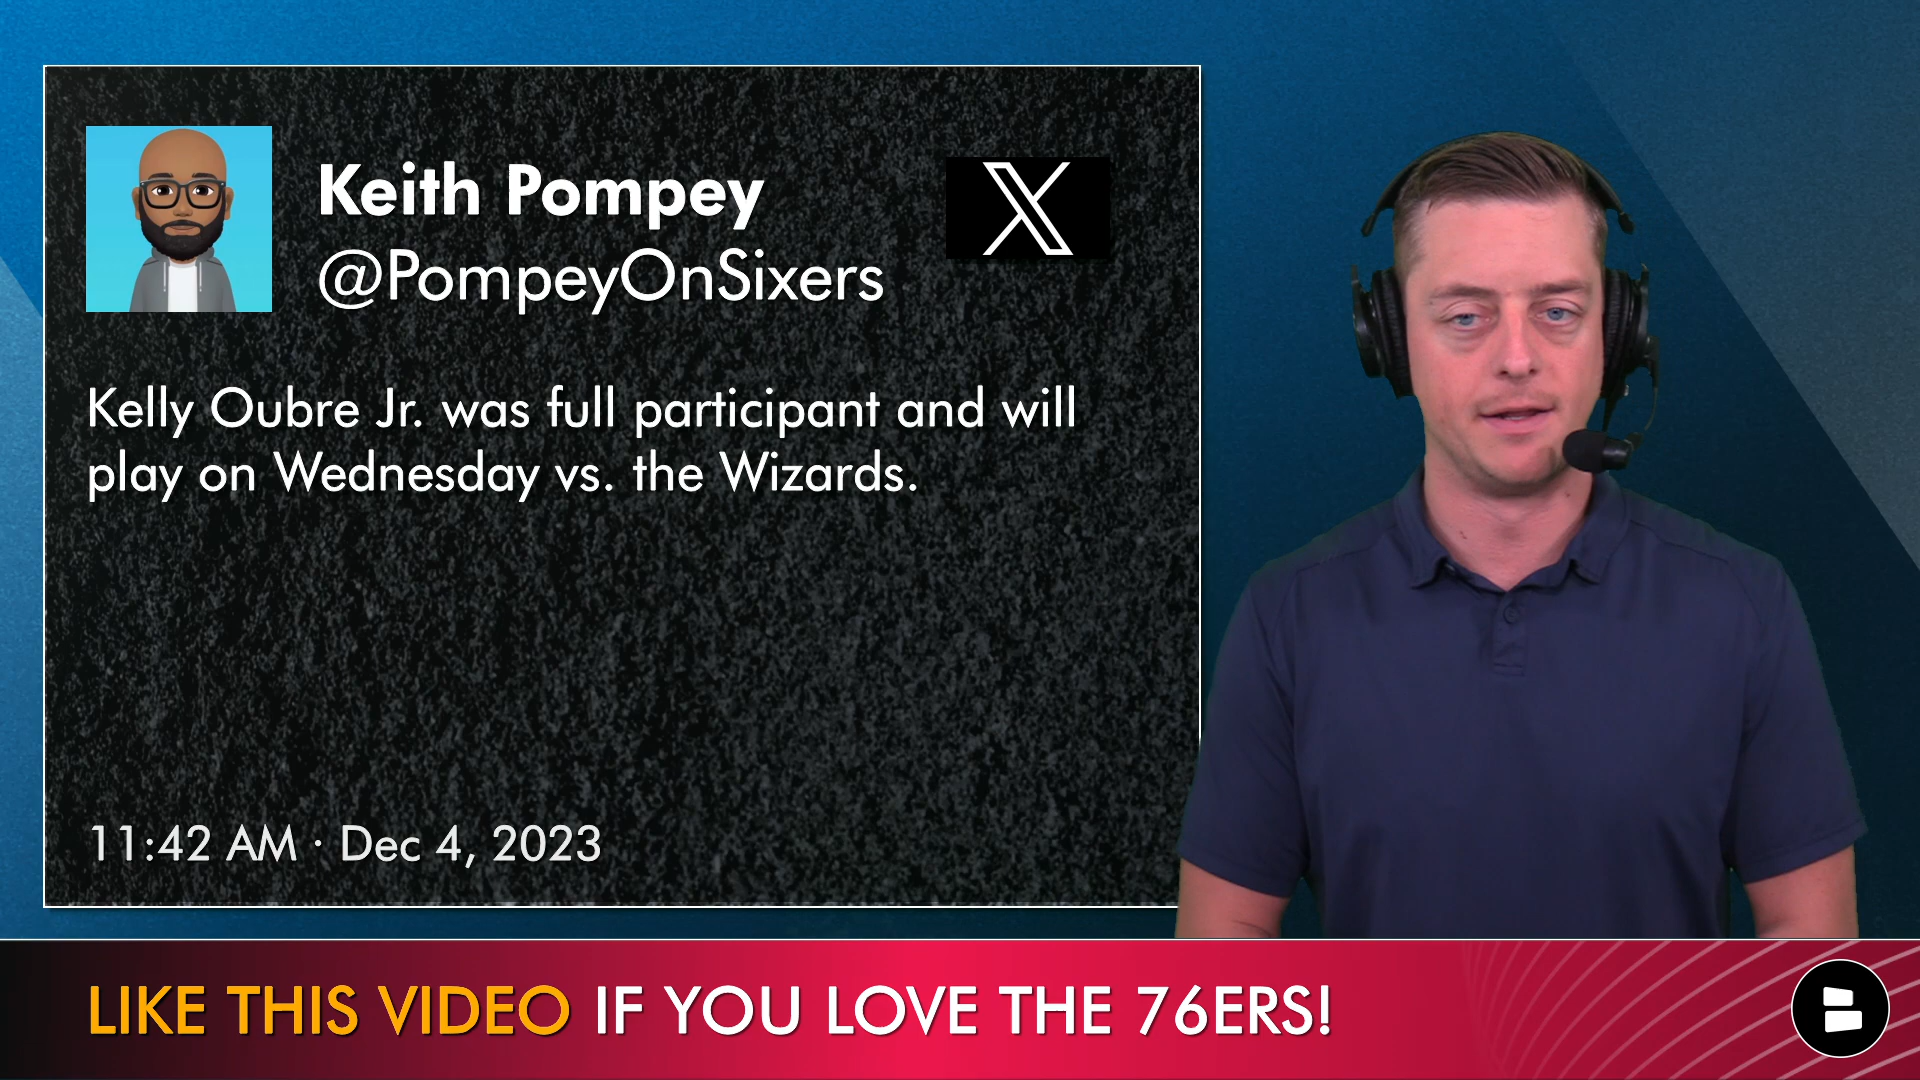 Keith Pompey
@PompeyOnSixers
X
Kelly Oubre Jr. was full participant and will
play on Wednesday vs. the Wizards.
11:42 AM · Dec 4, 2023
LIKE THIS VIDEO IF YOU LOVE THE 76ERS!